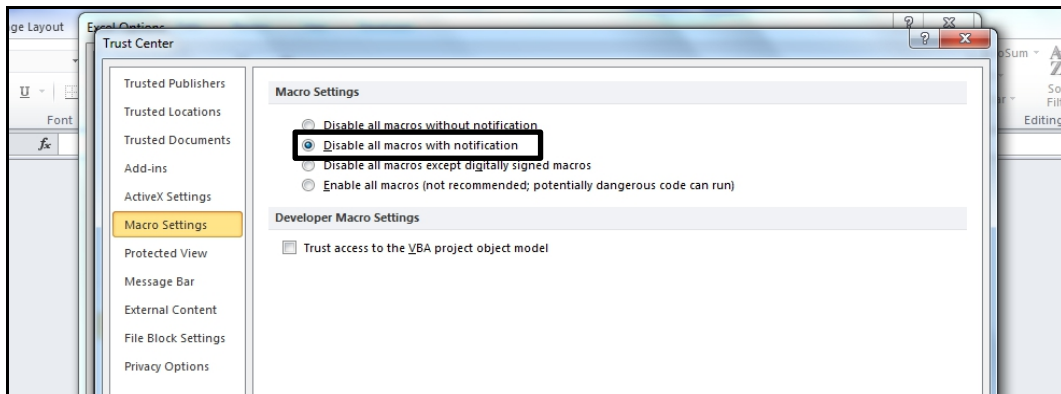 ge Layout
Excel Options
Trust Center
oSum
U
Font
fx
Editing
Trusted Publishers
Trusted Locations
Trusted Documents
Add-ins
ActiveX Settings
Macro Settings
Protected View
Message Bar
External Content
File Block Settings
Privacy Options
Macro Settings
Disable all macros without notification
Disable all macros with notification
Disable all macros except digitally signed macros
Enable all macros (not recommended; potentially dangerous code can run)
Developer Macro Settings
Trust access to the VBA project object model